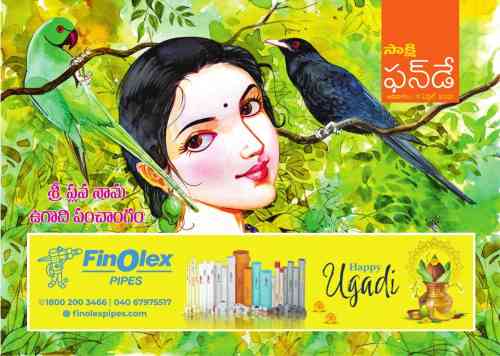 సాక్షి
ఫన్‌డే
శ్రీ ప్లవ నామ
ఉగాది పంచాంగం
FinOlex
PIPES
1800 200 3466 | 040 67975517
finolexpipes.com
Happy
Ugadi